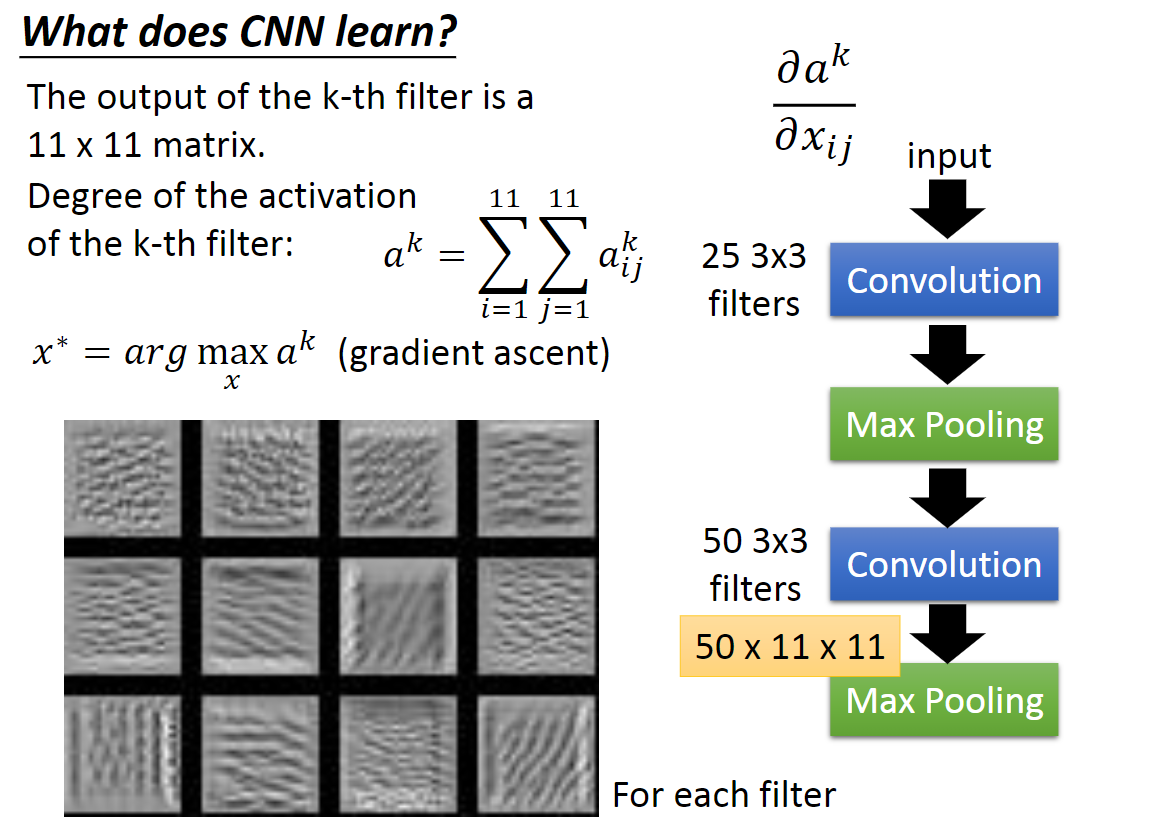 What does CNN learn?
The output of the k-th filter is a
11 x 11 matrix.
Degree of the activation
of the k-th filter:
a^k = \sum_{i=1}^{11} \sum_{j=1}^{11} a_{ij}^k
x^* = arg \max_x a^k (gradient ascent)
\frac{∂a^k}{∂x_{ij}}
input
25 3x3
filters
Convolution
Max Pooling
50 3x3
filters
Convolution
50 x 11 x 11
Max Pooling
For each filter